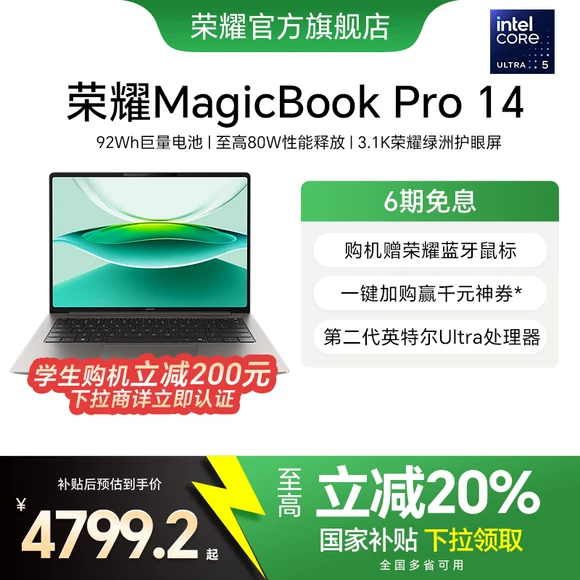 荣耀官方旗舰店
intel
CORE
ULTRA 5
荣耀MagicBook Pro 14
92Wh巨量电池 | 至高80W性能释放 | 3.1K荣耀绿洲护眼屏
6期免息
购机赠荣耀蓝牙鼠标
一键加购赢千元神券*
第二代英特尔Ultra处理器
学生购机立减200元
下拉商详立即认证
补贴后预估到手价
¥4799.2起
至高
立减20%
国家补贴 下拉领取
全国多省可用